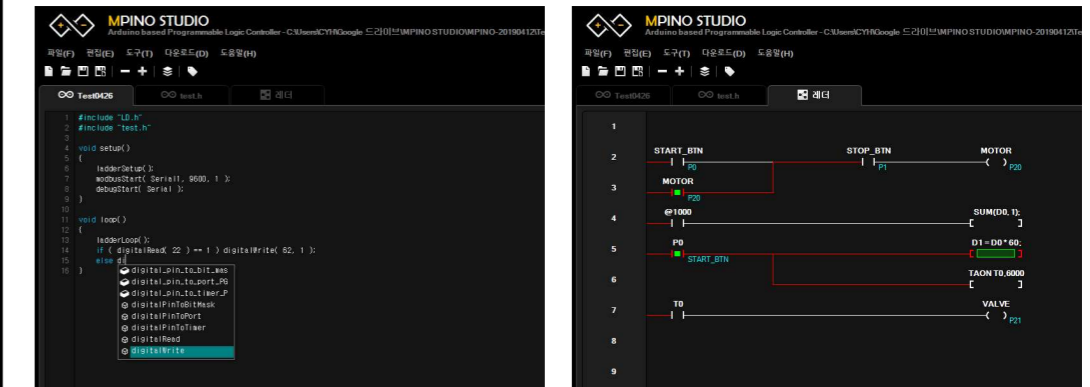 MPINO STUDIO
Arduino based Programmable Logic Controller - C:\Users\CYH\Google 드라이브\MPINO STUDIO\MPINO-20190412\Te
파일(F) 편집(E) 도구(T) 다운로드(D) 도움말(H)
Test0426 test.h 레더
1 #include "LD.h"
2 #include "test.h"
3
4 void setup()
5 {
6 ladderSetup();
7 modbusStart( Serial1, 9600, 1 );
8 debugStart( Serial );
9 }
10
11 void loop()
12 {
13 ladderLoop();
14 if ( digitalRead( 22 ) == 1 ) digitalWrite( 62, 1 );
15 else di
16 }
digital_pin_to_bit_mas
digital_pin_to_port_PG
digital_pin_to_timer_P
digitalPinToBitMask
digitalPinToPort
digitalPinToTimer
digitalRead
digitalWrite
MPINO STUDIO
Arduino based Programmable Logic Controller - C:\Users\CYH\Google 드라이브\MPINO STUDIO\MPINO-20190412\Te
파일(F) 편집(E) 도구(T) 다운로드(D) 도움말(H)
Test0426 test.h 레더
1
START_BTN STOP_BTN MOTOR
2
P0 P1 P20
MOTOR
3
P20
@1000 SUM(D0, 1);
4
P0 D1 = D0 * 60;
5
START_BTN
TAON T0,6000
6
T0 VALVE
7
P21
8
9